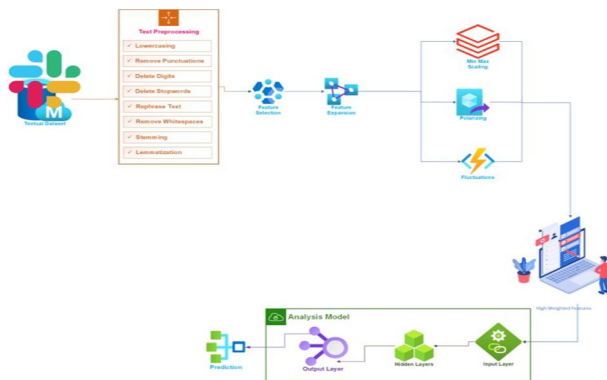 Text Preprocessing
✓ Lowercasing
✓ Remove Punctuations
✓ Delete Digits
✓ Delete Stopwords
✓ Rephrase Text
✓ Remove Whitespaces
✓ Stemming
✓ Lemmatization
M
Textual Dataset
Feature
Selection
Feature
Expansion
Min Max
Scaling
Polarizing
Fluctuations
High Weighted Features
Analysis Model
Input Layer
Hidden Layers
Output Layer
Prediction